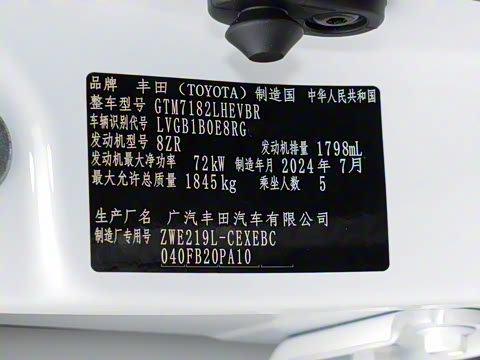 品牌 丰田（TOYOTA）制造国 中华人民共和国
整车型号 GTM7182LHEVBR
车辆识别代号 LVGB1B0E8RG
发动机型号 8ZR 发动机排量 1798mL
发动机最大净功率 72kW 制造年月 2024年7月
最大允许总质量 1845kg 乘坐人数 5
生产厂名 广汽丰田汽车有限公司
制造厂专用号 ZWE219L-CEXEBC
040FB20PA10